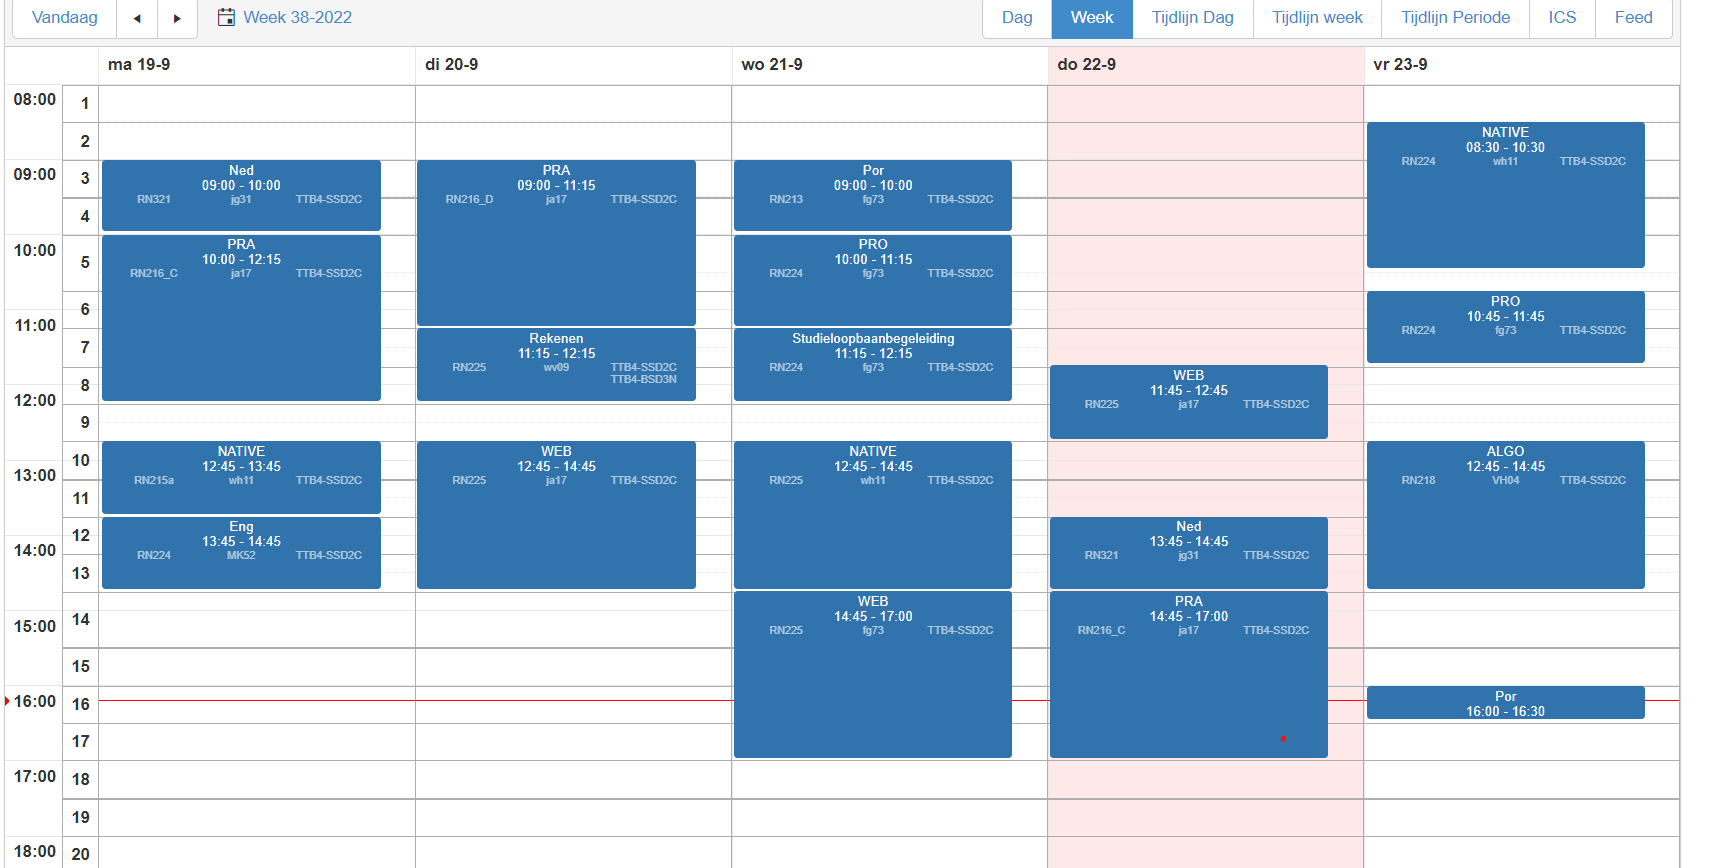 Vandaag ◄ ► Week 38-2022 Dag Week Tijdlijn Dag Tijdlijn week Tijdlijn Periode ICS Feed
ma 19-9 di 20-9 wo 21-9 do 22-9 vr 23-9
08:00
09:00
10:00
11:00
12:00
13:00
14:00
15:00
16:00
17:00
18:00
1
2
3
4
5
6
7
8
9
10
11
12
13
14
15
16
17
18
19
20
Ned
09:00 - 10:00
RN321 jg31 TTB4-SSD2C
PRA
10:00 - 12:15
RN216_C ja17 TTB4-SSD2C
NATIVE
12:45 - 13:45
RN215a wh11 TTB4-SSD2C
Eng
13:45 - 14:45
RN224 MK52 TTB4-SSD2C
PRA
09:00 - 11:15
RN216_D ja17 TTB4-SSD2C
Rekenen
11:15 - 12:15
RN225 wv09 TTB4-SSD2C
TTB4-BSD3N
WEB
12:45 - 14:45
RN225 ja17 TTB4-SSD2C
Por
09:00 - 10:00
RN213 fg73 TTB4-SSD2C
PRO
10:00 - 11:15
RN224 fg73 TTB4-SSD2C
Studieloopbaanbegeleiding
11:15 - 12:15
RN224 fg73 TTB4-SSD2C
NATIVE
12:45 - 14:45
RN225 wh11 TTB4-SSD2C
WEB
14:45 - 17:00
RN225 fg73 TTB4-SSD2C
WEB
11:45 - 12:45
RN225 ja17 TTB4-SSD2C
Ned
13:45 - 14:45
RN321 jg31 TTB4-SSD2C
PRA
14:45 - 17:00
RN216_C ja17 TTB4-SSD2C
NATIVE
08:30 - 10:30
RN224 wh11 TTB4-SSD2C
PRO
10:45 - 11:45
RN224 fg73 TTB4-SSD2C
ALGO
12:45 - 14:45
RN218 VH04 TTB4-SSD2C
Por
16:00 - 16:30